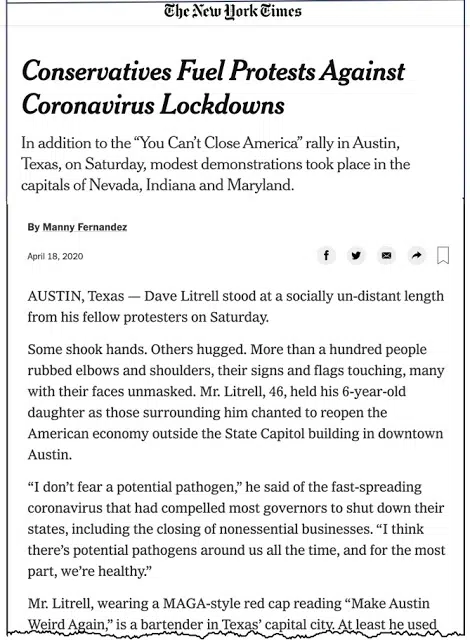 The New York Times
Conservatives Fuel Protests Against
Coronavirus Lockdowns
In addition to the “You Can’t Close America” rally in Austin,
Texas, on Saturday, modest demonstrations took place in the
capitals of Nevada, Indiana and Maryland.
By Manny Fernandez
April 18, 2020
AUSTIN, Texas — Dave Litrell stood at a socially un-distant length
from his fellow protesters on Saturday.
Some shook hands. Others hugged. More than a hundred people
rubbed elbows and shoulders, their signs and flags touching, many
with their faces unmasked. Mr. Litrell, 46, held his 6-year-old
daughter as those surrounding him chanted to reopen the
American economy outside the State Capitol building in downtown
Austin.
“I don’t fear a potential pathogen,” he said of the fast-spreading
coronavirus that had compelled most governors to shut down their
states, including the closing of nonessential businesses. “I think
there’s potential pathogens around us all the time, and for the most
part, we’re healthy.”
Mr. Litrell, wearing a MAGA-style red cap reading “Make Austin
Weird Again,” is a bartender in Texas’ capital city. At least he used